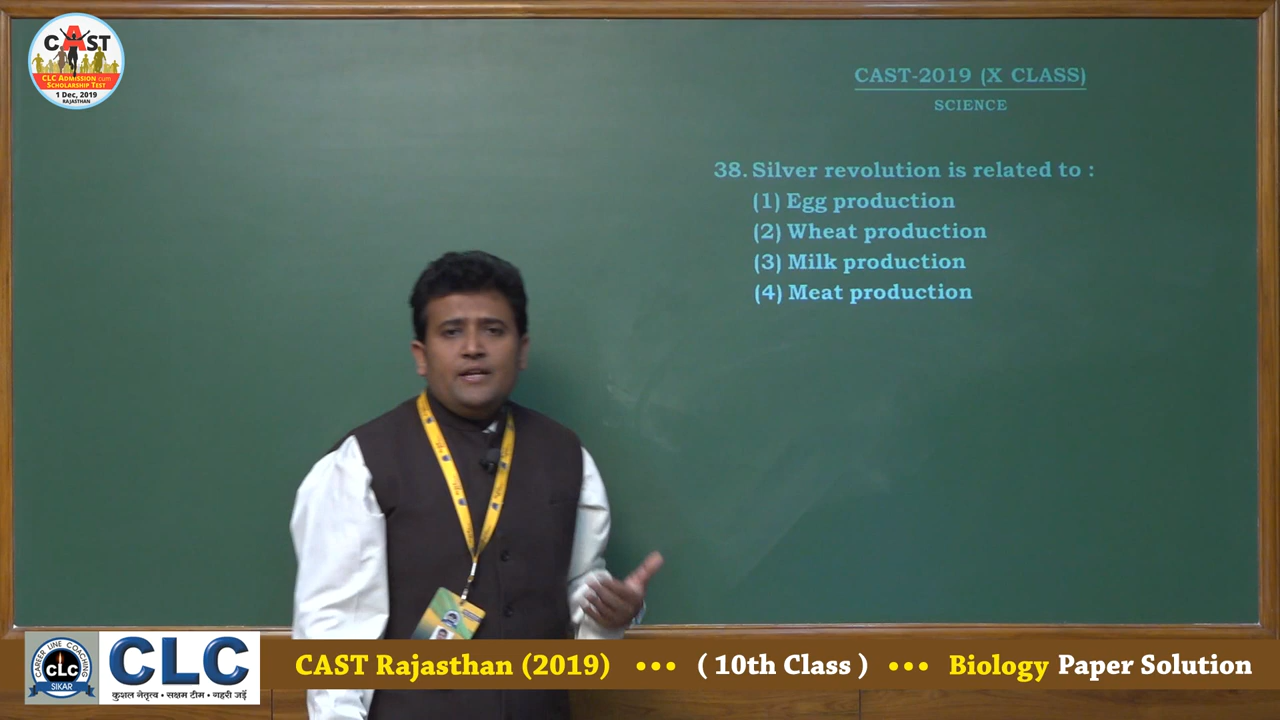 CAST
CLC ADMISSION cum
SCHOLARSHIP TEST
1 Dec, 2019
RAJASTHAN
CAST-2019 (X CLASS)
SCIENCE
38. Silver revolution is related to :
(1) Egg production
(2) Wheat production
(3) Milk production
(4) Meat production
CAREER LINE COACHING
CLC
SIKAR
CLC
कुशल नेतृत्व • सक्षम टीम • गहरी जड़ें
CAST Rajasthan (2019) ••• ( 10th Class ) ••• Biology Paper Solution